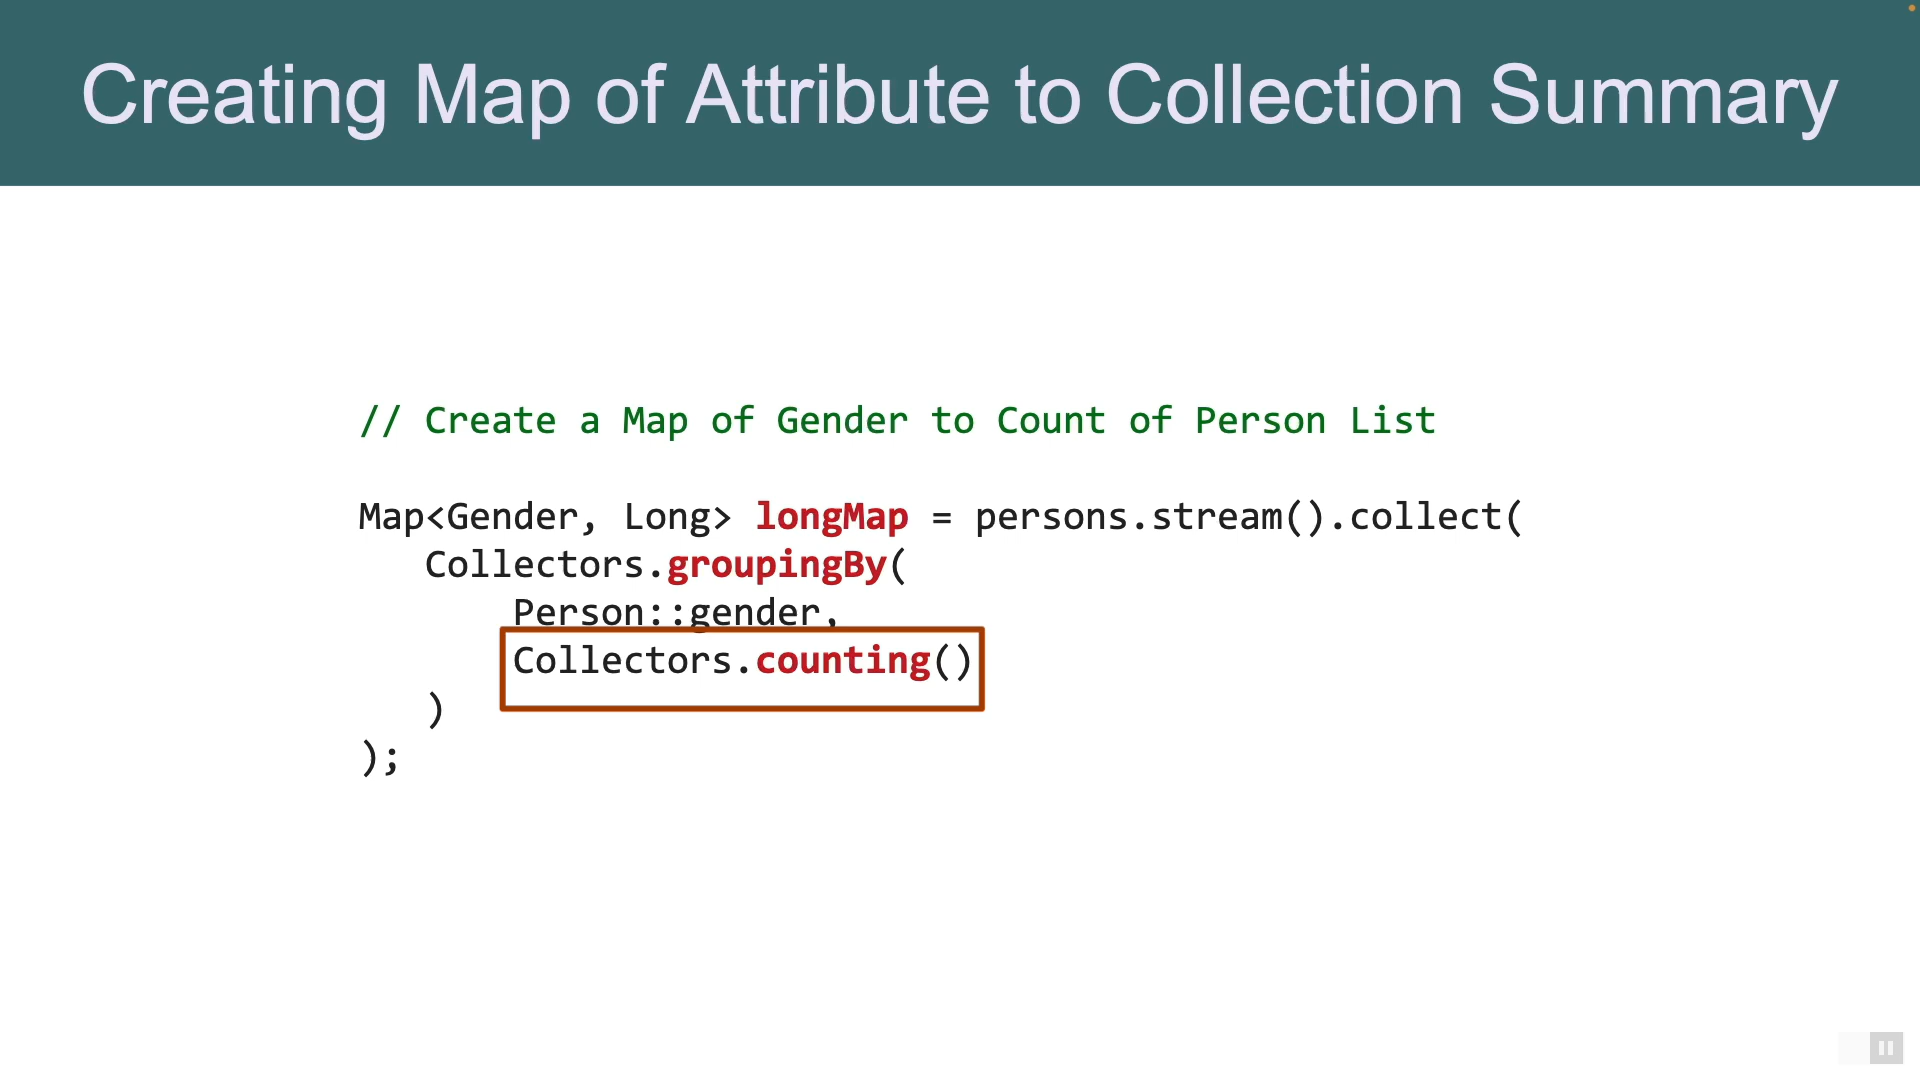 Creating Map of Attribute to Collection Summary
// Create a Map of Gender to Count of Person List
Map<Gender, Long> longMap = persons.stream().collect(
Collectors.groupingBy(
Person::gender,
Collectors.counting()
)
);